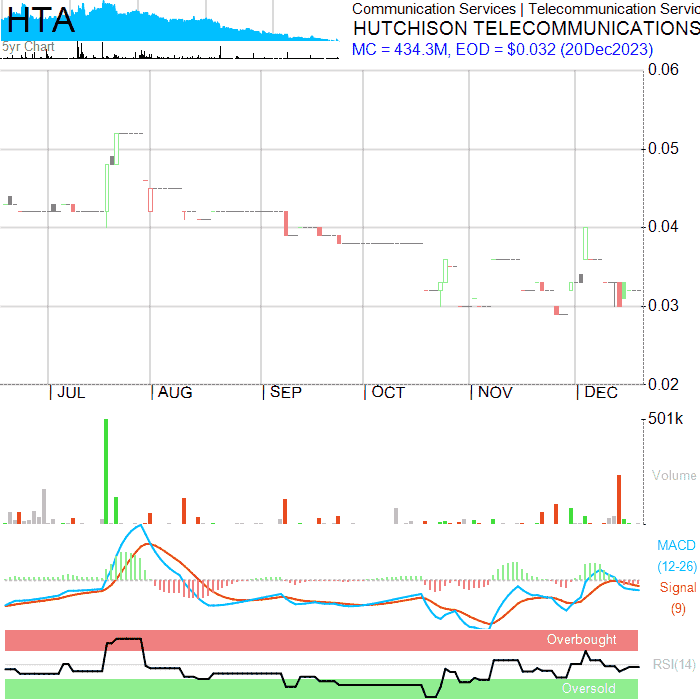 HTA
5yr Chart
Communication Services | Telecommunication Servic
HUTCHISON TELECOMMUNICATIONS
MC = 434.3M, EOD = $0.032 (20Dec2023)
0.06
0.05
0.04
0.03
0.02
JUL AUG SEP OCT NOV DEC
501k
Volume
MACD
(12-26)
Signal
(9)
Overbought
RSI(14)
Oversold